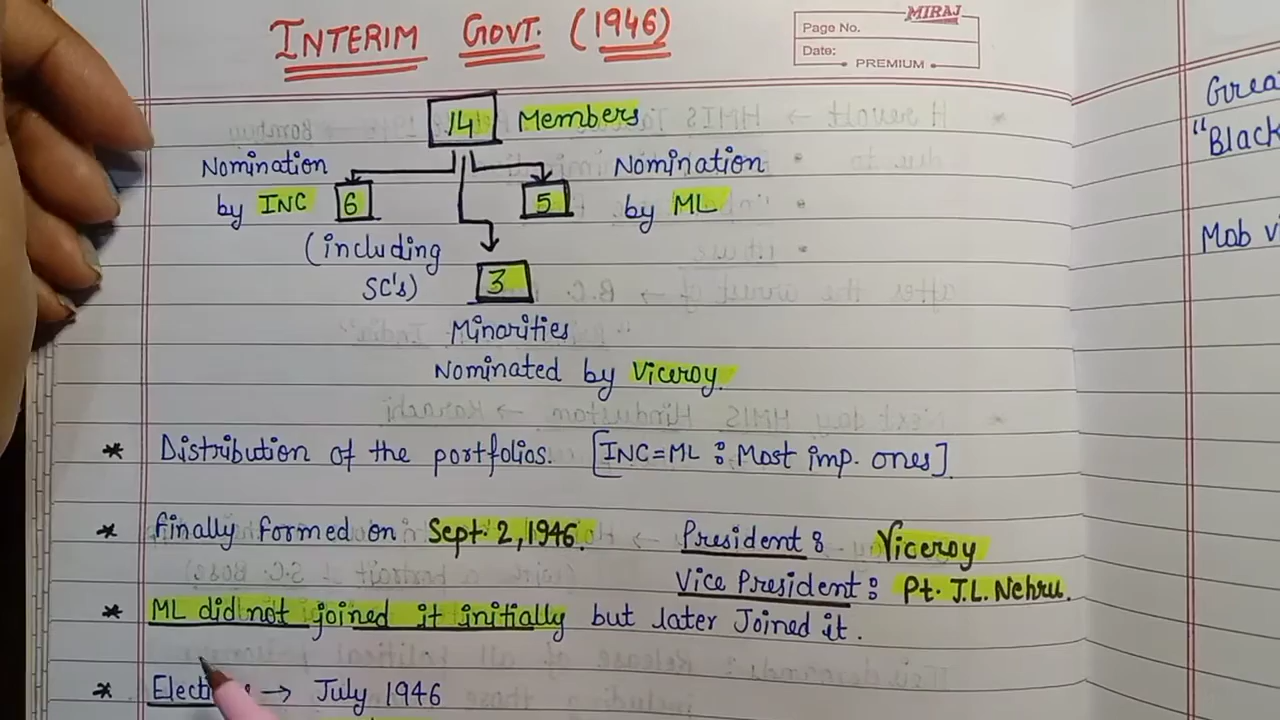 INTERIM GOVT. (1946)
MIRAJ
Page No.
Date:
PREMIUM
14 Members
Nomination by INC 6
(including SC's)
5 Nomination by ML
3
Minorities
Nominated by Viceroy.
* Distribution of the portfolios. [INC=ML : Most imp. ones]
* Finally formed on Sept. 2, 1946. President : Viceroy
Vice President : Pt. J.L. Nehru.
* ML did not joined it initially but later Joined it.
* → July 1946
"Black
Mob